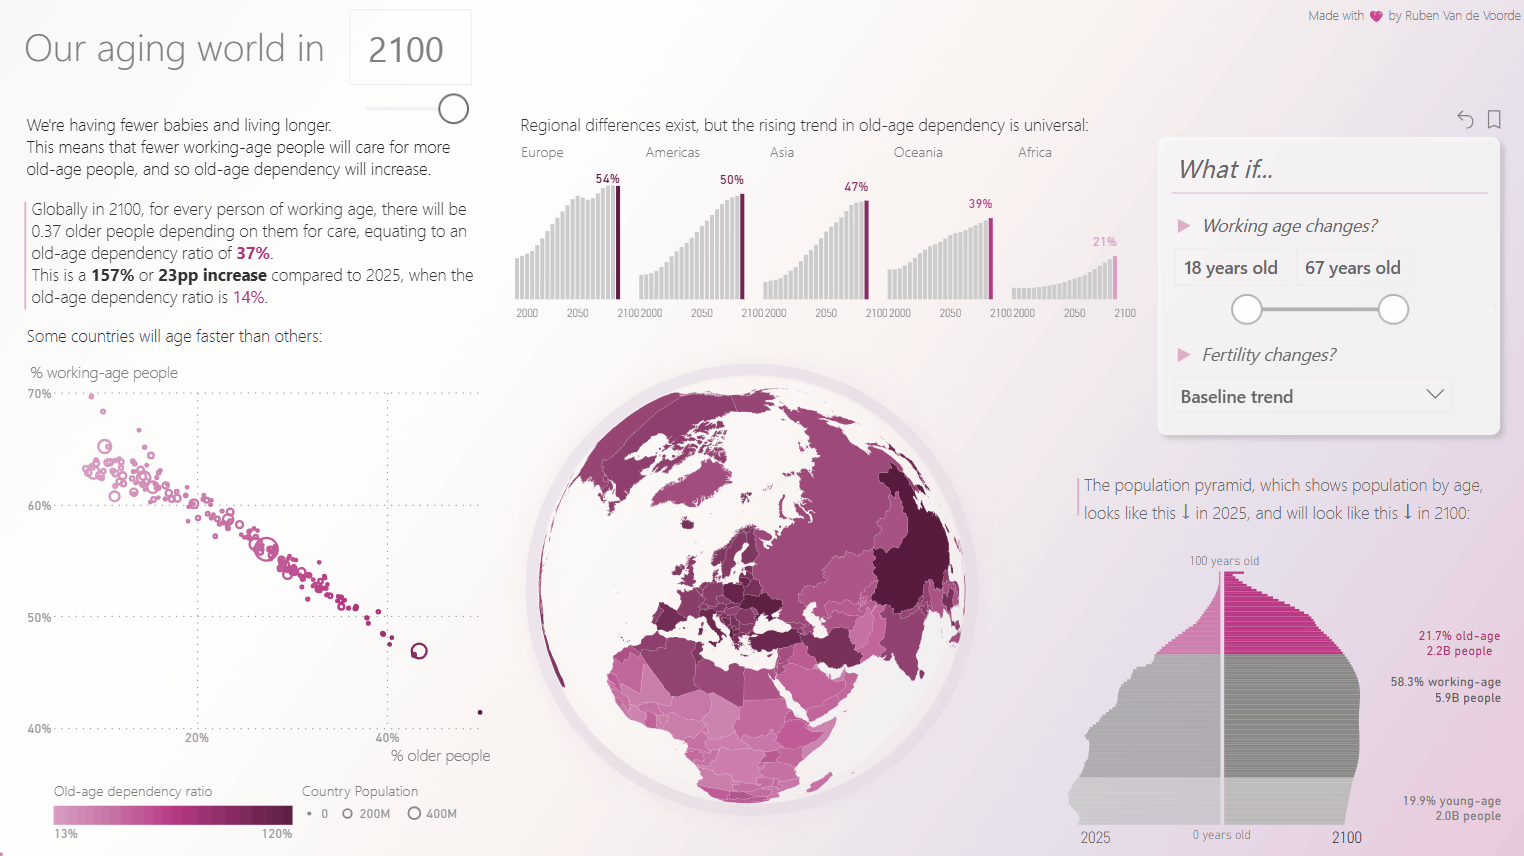 Made with by Ruben Van de Voorde
Our aging world in 2100
We're having fewer babies and living longer.
This means that fewer working-age people will care for more
old-age people, and so old-age dependency will increase.
Globally in 2100, for every person of working age, there will be
0.37 older people depending on them for care, equating to an
old-age dependency ratio of 37%.
This is a 157% or 23pp increase compared to 2025, when the
old-age dependency ratio is 14%.
Some countries will age faster than others:
% working-age people
70%
60%
50%
40%
20%
40%
% older people
Old-age dependency ratio
13%
120%
Country Population
0
200M
400M
Regional differences exist, but the rising trend in old-age dependency is universal:
Europe
Americas
Asia
Oceania
Africa
54%
50%
47%
39%
21%
2000
2050
2100
2000
2050
2100
2000
2050
2100
2000
2050
2100
2000
2050
2100
What if...
Working age changes?
18 years old
67 years old
Fertility changes?
Baseline trend
The population pyramid, which shows population by age,
looks like this ↓ in 2025, and will look like this ↓ in 2100:
100 years old
21.7% old-age
2.2B people
58.3% working-age
5.9B people
19.9% young-age
2.0B people
2025
0 years old
2100